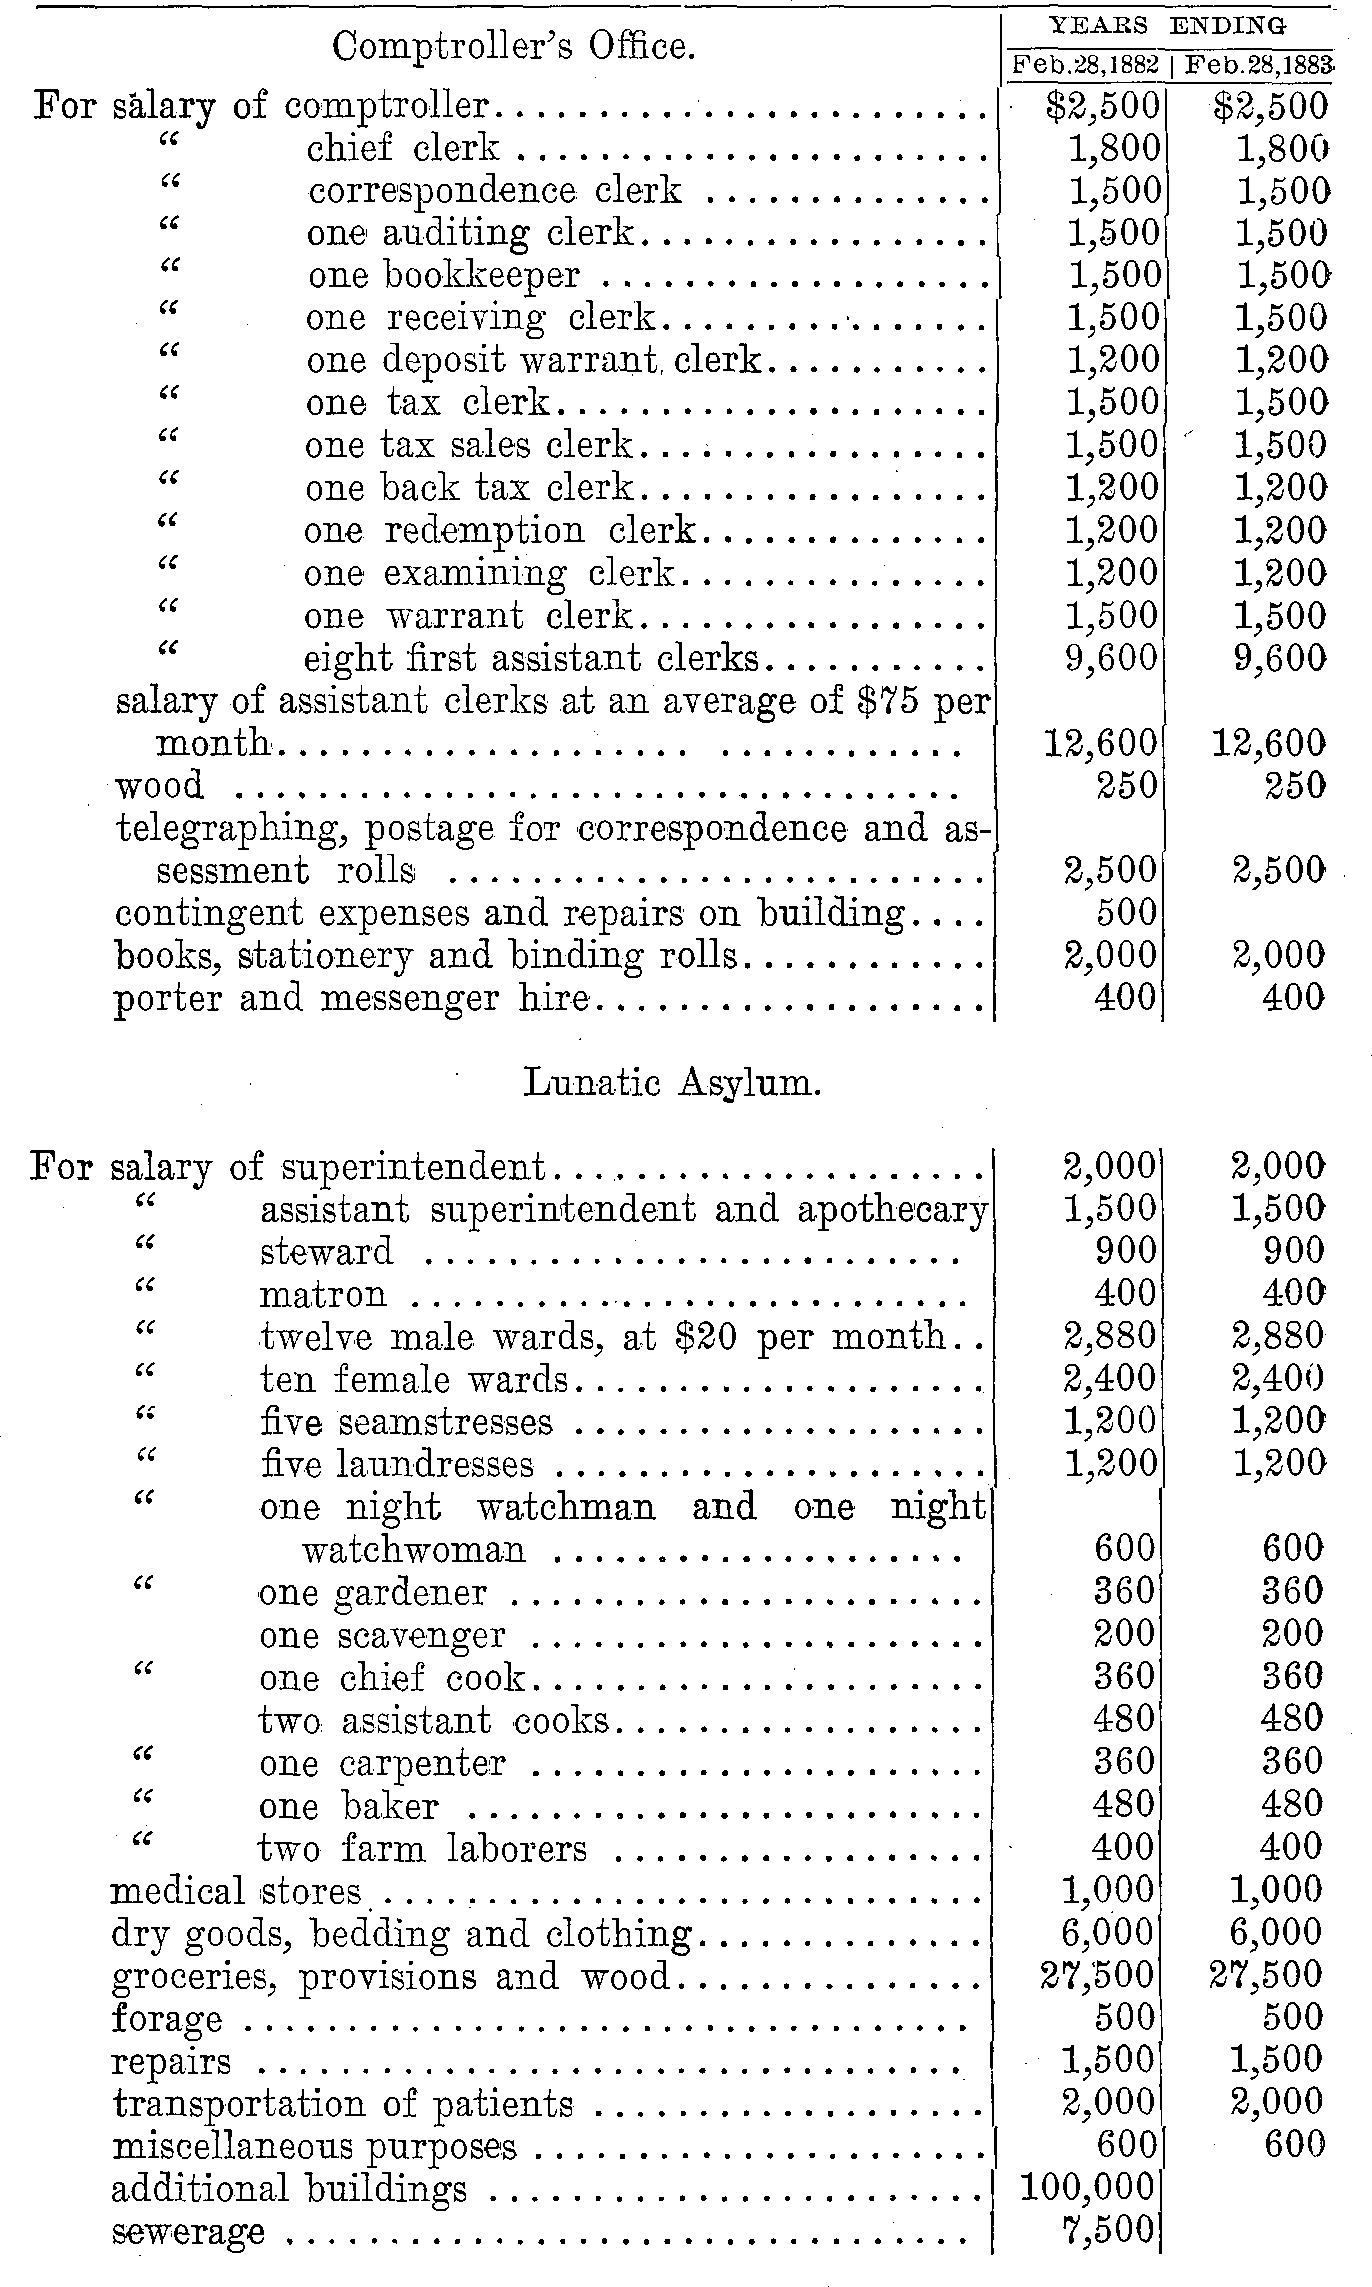 Comptroller's Office.
YEARS ENDING
Feb.28,1882 | Feb.28,1883.
For salary of comptroller........................ $2,500 $2,500
“ chief clerk ....................... 1,800 1,800
“ correspondence clerk .............. 1,500 1,500
“ one auditing clerk................. 1,500 1,500
“ one bookkeeper ................... 1,500 1,500
“ one receiving clerk................ 1,500 1,500
“ one deposit warrant clerk........... 1,200 1,200
“ one tax clerk..................... 1,500 1,500
“ one tax sales clerk................. 1,500 1,500
“ one back tax clerk................. 1,200 1,200
“ one redemption clerk.............. 1,200 1,200
“ one examining clerk............... 1,200 1,200
“ one warrant clerk................. 1,500 1,500
“ eight first assistant clerks........... 9,600 9,600
salary of assistant clerks at an average of $75 per
month.................... ............ 12,600 12,600
wood ................................... 250 250
telegraphing, postage for correspondence and as-
sessment rolls .......................... 2,500 2,500
contingent expenses and repairs on building.... 500
books, stationery and binding rolls............ 2,000 2,000
porter and messenger hire................... 400 400
Lunatic Asylum.
For salary of superintendent..................... 2,000 2,000
“ assistant superintendent and apothecary 1,500 1,500
“ steward .......................... 900 900
“ matron ........................... 400 400
“ twelve male wards, at $20 per month.. 2,880 2,880
“ ten female wards.................... 2,400 2,400
“ five seamstresses .................... 1,200 1,200
“ five laundresses ..................... 1,200 1,200
“ one night watchman and one night
watchwoman .................... 600 600
“ one gardener ....................... 360 360
one scavenger ...................... 200 200
“ one chief cook...................... 360 360
two assistant cooks.................. 480 480
“ one carpenter ...................... 360 360
“ one baker ......................... 480 480
“ two farm laborers .................. 400 400
medical stores ............................. 1,000 1,000
dry goods, bedding and clothing.............. 6,000 6,000
groceries, provisions and wood............... 27,500 27,500
forage ................................... 500 500
repairs .................................. 1,500 1,500
transportation of patients ................... 2,000 2,000
miscellaneous purposes ...................... 600 600
additional buildings ........................ 100,000
sewerage ................................. 7,500